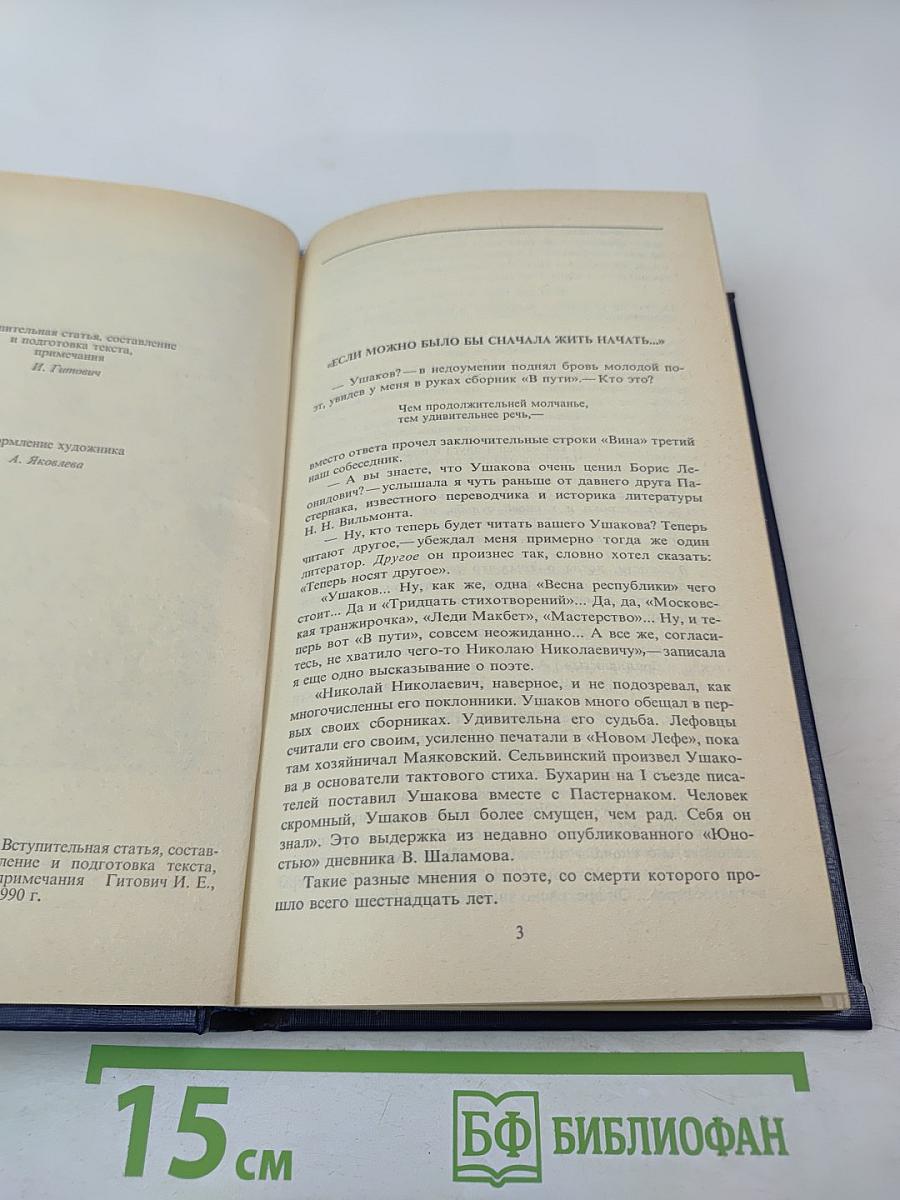 пительная статья, составление
и подготовка текста,
примечания
И. Гитович
ормление художника
А. Яковлева
Вступительная статья, состав-
ление и подготовка текста,
примечания Гитович И. Е.,
990 г.
«ЕСЛИ МОЖНО БЫЛО БЫ СНАЧАЛА ЖИТЬ НАЧАТЬ...»
— Ушаков? — в недоумении поднял бровь молодой по-
эт, увидев у меня в руках сборник «В пути».— Кто это?
Чем продолжительней молчанье,
тем удивительнее речь,—
вместо ответа прочел заключительные строки «Вина» третий
наш собеседник.
— А вы знаете, что Ушакова очень ценил Борис Ле-
онидович? — услышала я чуть раньше от давнего друга Па-
стернака, известного переводчика и историка литературы
Н. Н. Вильмонта.
— Ну, кто теперь будет читать вашего Ушакова? Теперь
читают другое,— убеждал меня примерно тогда же один
литератор. Другое он произнес так, словно хотел сказать:
«Теперь носят другое».
«Ушаков... Ну, как же, одна «Весна республики» чего
стоит... Да и «Тридцать стихотворений»... Да, да, «Московс-
кая транжирочка», «Леди Макбет», «Мастерство»... Ну, и те-
перь вот «В пути», совсем неожиданно... А все же, согласи-
тесь, не хватило чего-то Николаю Николаевичу»,— записала
я еще одно высказывание о поэте.
«Николай Николаевич, наверное, и не подозревал, как
многочисленны его поклонники. Ушаков много обещал в пер-
вых своих сборниках. Удивительна его судьба. Лефовцы
считали его своим, усиленно печатали в «Новом Лефе», пока
там хозяйничал Маяковский. Сельвинский произвел Ушако-
ва в основатели тактового стиха. Бухарин на I съезде писа-
телей поставил Ушакова вместе с Пастернаком. Человек
скромный, Ушаков был более смущен, чем рад. Себя он
знал». Это выдержка из недавно опубликованного «Юно-
стью» дневника В. Шаламова.
Такие разные мнения о поэте, со смерти которого про-
шло всего шестнадцать лет.
3
15 см
БФ БИБЛИОФАН